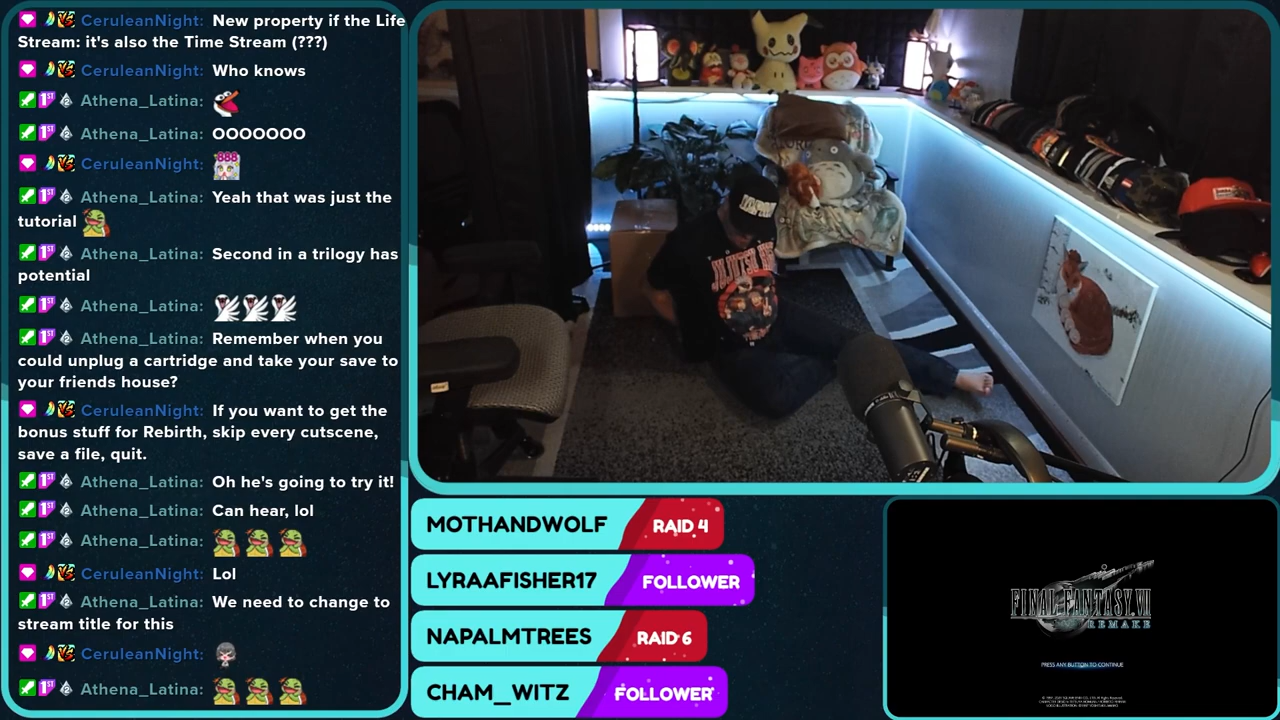 CeruleanNight: New property if the Life
Stream: it's also the Time Stream (???)
CeruleanNight: Who knows
Athena_Latina:
Athena_Latina: OOOOOOO
CeruleanNight: 888
Athena_Latina: Yeah that was just the
tutorial
Athena_Latina: Second in a trilogy has
potential
Athena_Latina:
Athena_Latina: Remember when you
could unplug a cartridge and take your save to
your friends house?
CeruleanNight: If you want to get the
bonus stuff for Rebirth, skip every cutscene,
save a file, quit.
Athena_Latina: Oh he's going to try it!
Athena_Latina: Can hear, lol
Athena_Latina:
CeruleanNight: Lol
Athena_Latina: We need to change to
stream title for this
CeruleanNight:
Athena_Latina:
MOTHANDWOLF RAID 4
LYRAAFISHER17 FOLLOWER
NAPALMTREES RAID 6
CHAM_WITZ FOLLOWER
FINAL FANTASY VII
REMAKE
PRESS ANY BUTTON TO CONTINUE